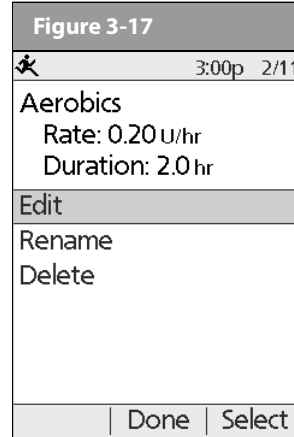 Figure 3-17
3:00p 2/11
Aerobics
Rate: 0.20 U/hr
Duration: 2.0 hr
Edit
Rename
Delete
Done | Select